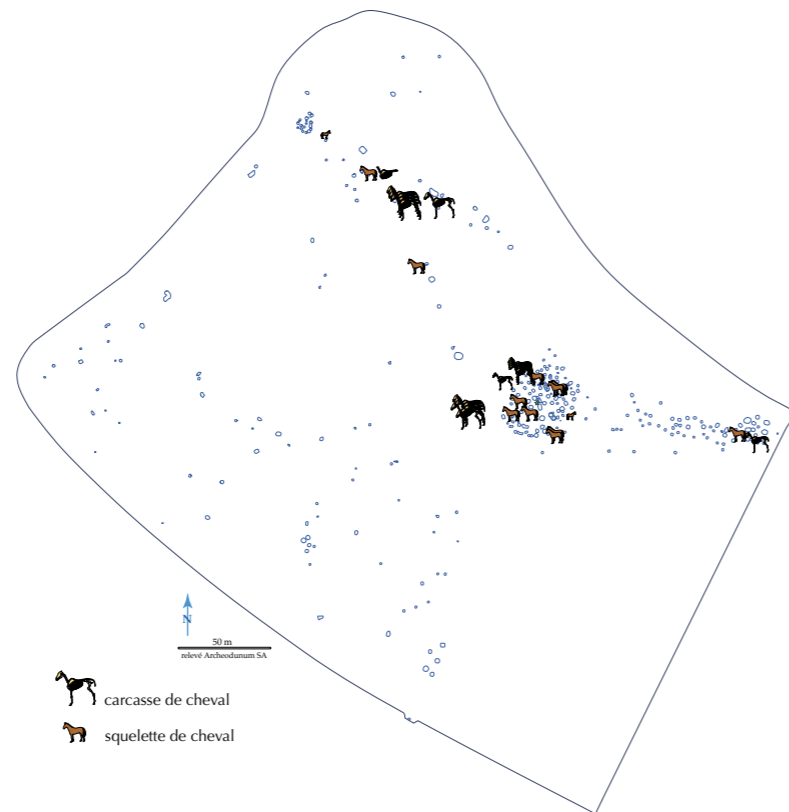 N
50 m
relevé Archeodunum SA
carcasse de cheval
squelette de cheval